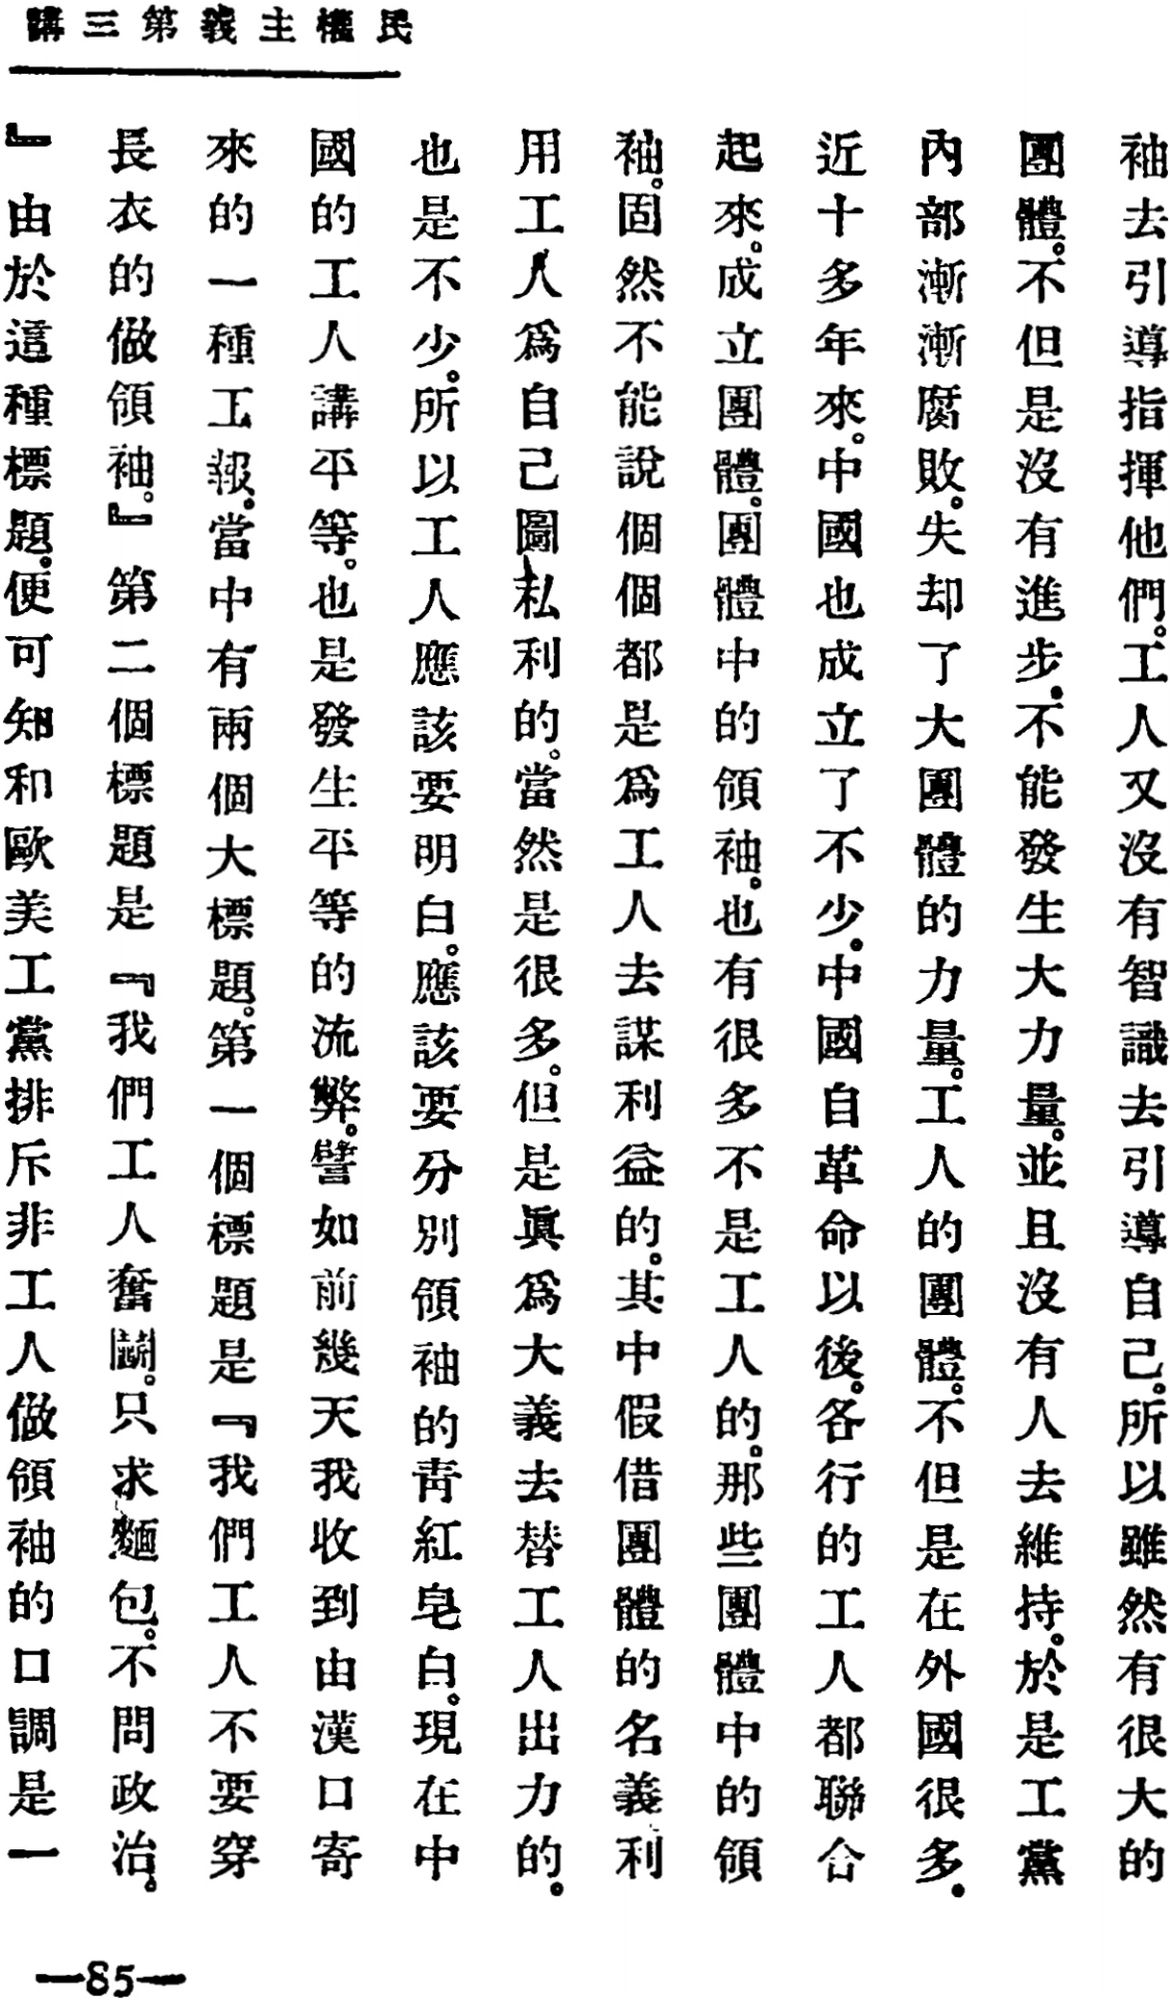 民權主義第三講
袖去引導指揮他們。工人又沒有智識去引導自己。所以雖然有很大的
團體。不但是沒有進步。不能發生大力量。並且沒有人去維持。於是工黨
內部漸漸腐敗。失却了大團體的力量。工人的團體。不但是在外國很多。
近十多年來。中國也成立了不少。中國自革命以後。各行的工人都聯合
起來。成立團體。團體中的領袖。也有很多不是工人的。那些團體中的領
袖。固然不能說個個都是爲工人去謀利益的。其中假借團體的名義利
用工人爲自己圖私利的。當然是很多。但是眞爲大義去替工人出力的。
也是不少。所以工人應該要明白。應該要分別領袖的靑紅皂白。現在中
國的工人講平等。也是發生平等的流弊。譬如前幾天我收到由漢口寄
來的一種工報。當中有兩個大標題。第一個標題是『我們工人不要穿
長衣的做領袖。』第二個標題是『我們工人奮鬭。只求麵包。不問政治。
』由於這種標題。便可知和歐美工黨排斥非工人做領袖的口調是一
—85—